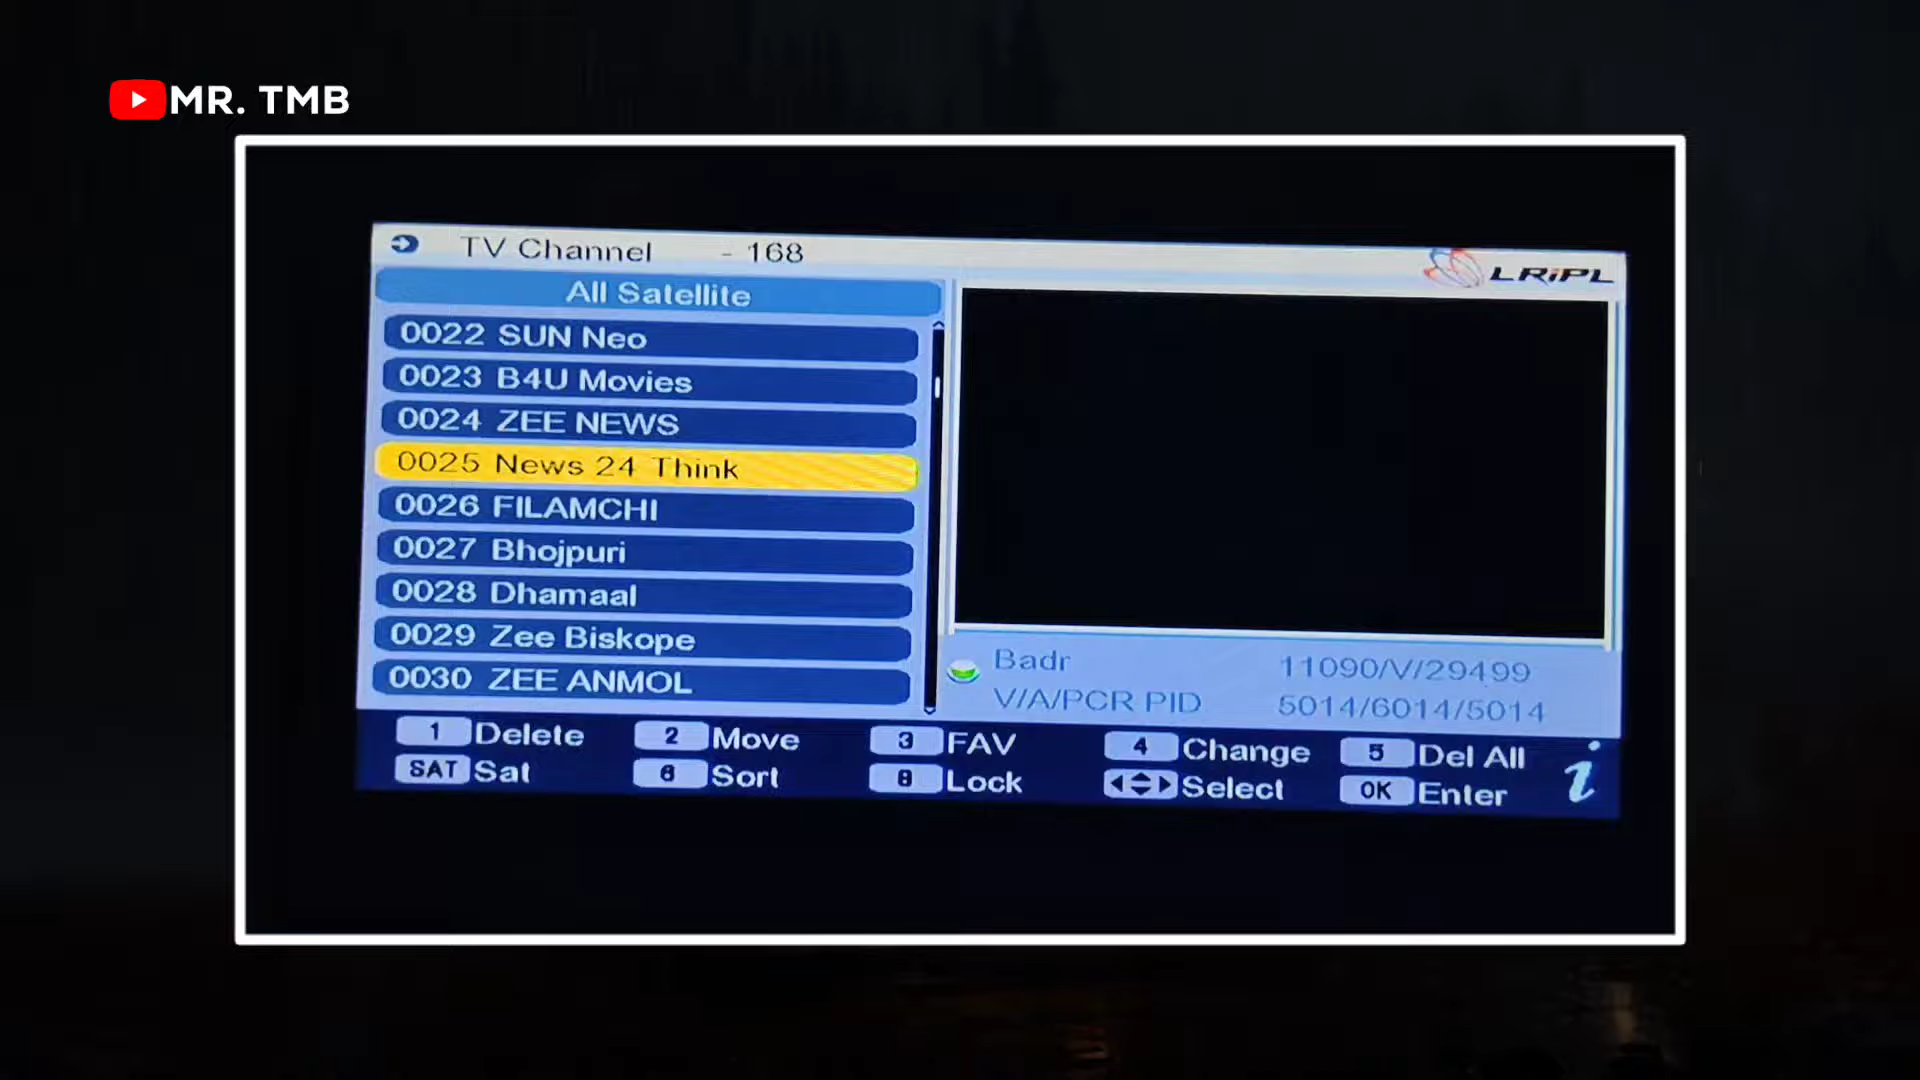 MR. TMB
TV Channel - 168
LRiPL
All Satellite
0022 SUN Neo
0023 B4U Movies
0024 ZEE NEWS
0025 News 24 Think
0026 FILAMCHI
0027 Bhojpuri
0028 Dhamaal
0029 Zee Biskope
0030 ZEE ANMOL
Badr 11090/V/29499
V/A/PCR PID 5014/6014/5014
1 Delete 2 Move 3 FAV 4 Change 5 Del All
SAT Sat 6 Sort 8 Lock Select OK Enter
i